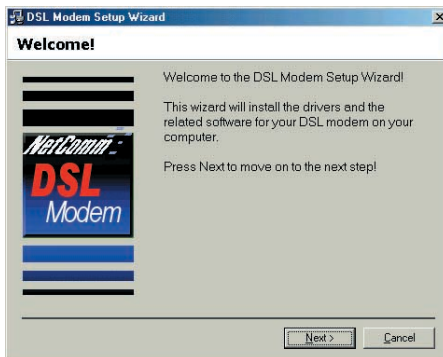 DSL Modem Setup Wizard
Welcome!
Welcome to the DSL Modem Setup Wizard!
This wizard will install the drivers and the
related software for your DSL modem on your
computer.
Press Next to move on to the next step!
NetComm
DSL
Modem
Next >
Cancel